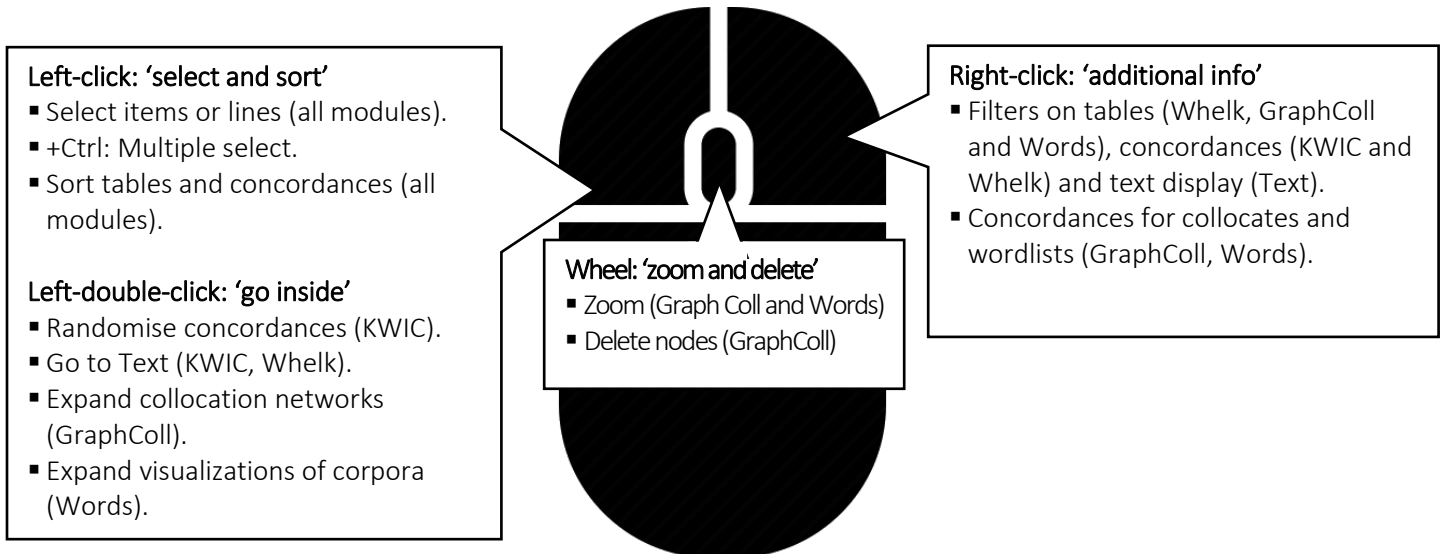 Left-click: ‘select and sort’
▪ Select items or lines (all modules).
▪ +Ctrl: Multiple select.
▪ Sort tables and concordances (all
modules).
Left-double-click: ‘go inside’
▪ Randomise concordances (KWIC).
▪ Go to Text (KWIC, Whelk).
▪ Expand collocation networks
(GraphColl).
▪ Expand visualizations of corpora
(Words).
Wheel: ‘zoom and delete’
▪ Zoom (Graph Coll and Words)
▪ Delete nodes (GraphColl)
Right-click: ‘additional info’
▪ Filters on tables (Whelk, GraphColl
and Words), concordances (KWIC and
Whelk) and text display (Text).
▪ Concordances for collocates and
wordlists (GraphColl, Words).